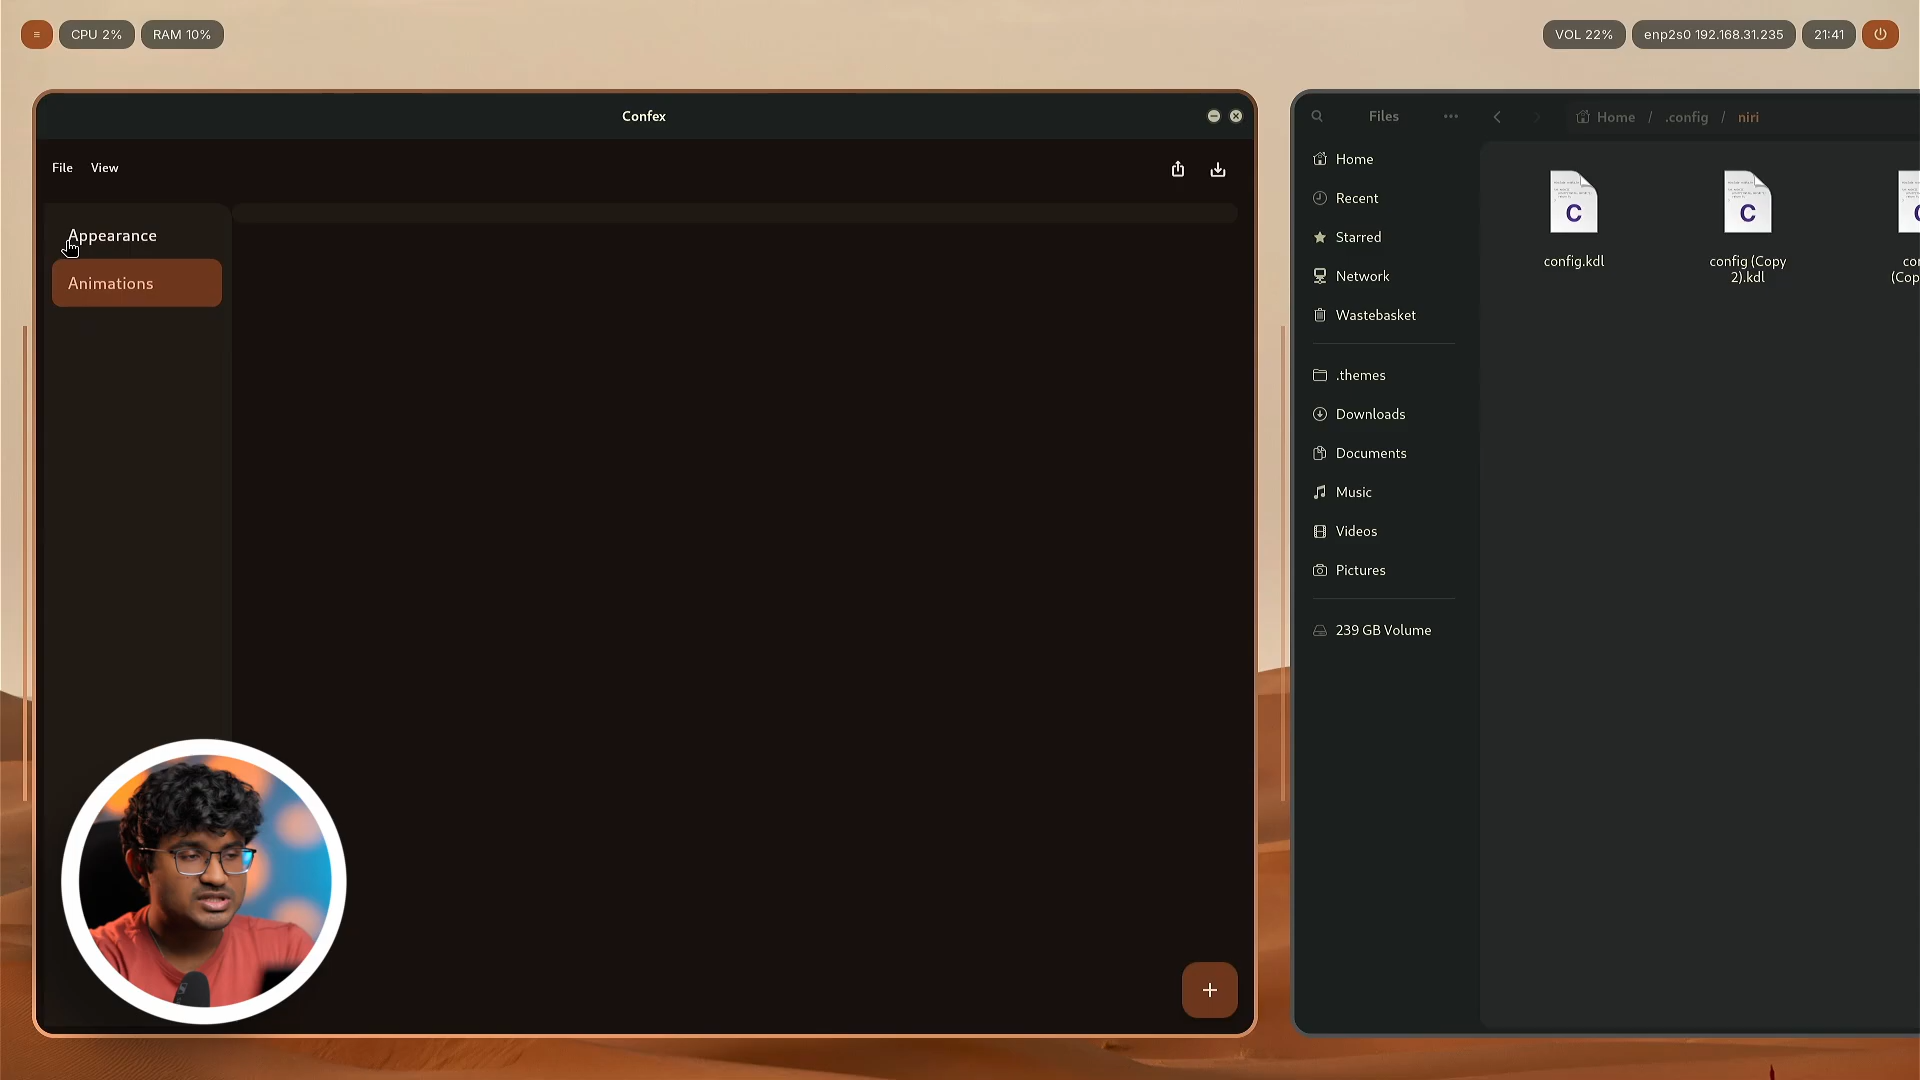 CPU 2%
RAM 10%
VOL 22%
enp2s0 192.168.31.235
21:41
Confex
File
View
Appearance
Animations
Files
Home / .config / niri
Home
Recent
Starred
Network
Wastebasket
.themes
Downloads
Documents
Music
Videos
Pictures
239 GB Volume
C
config.kdl
C
config (Copy
2).kdl